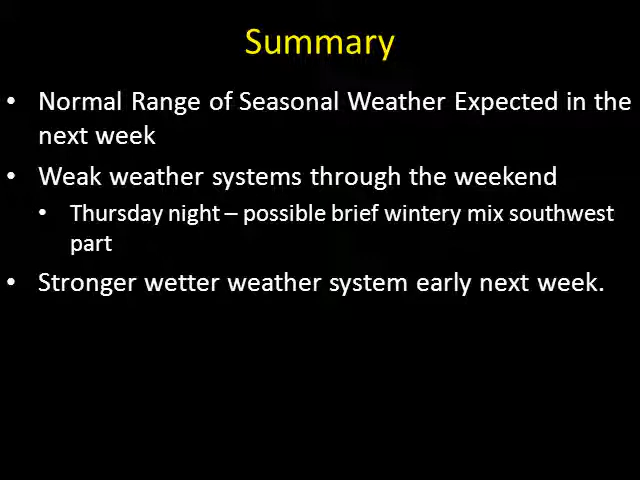 Summary
• Normal Range of Seasonal Weather Expected in the
next week
• Weak weather systems through the weekend
• Thursday night – possible brief wintery mix southwest
part
• Stronger wetter weather system early next week.